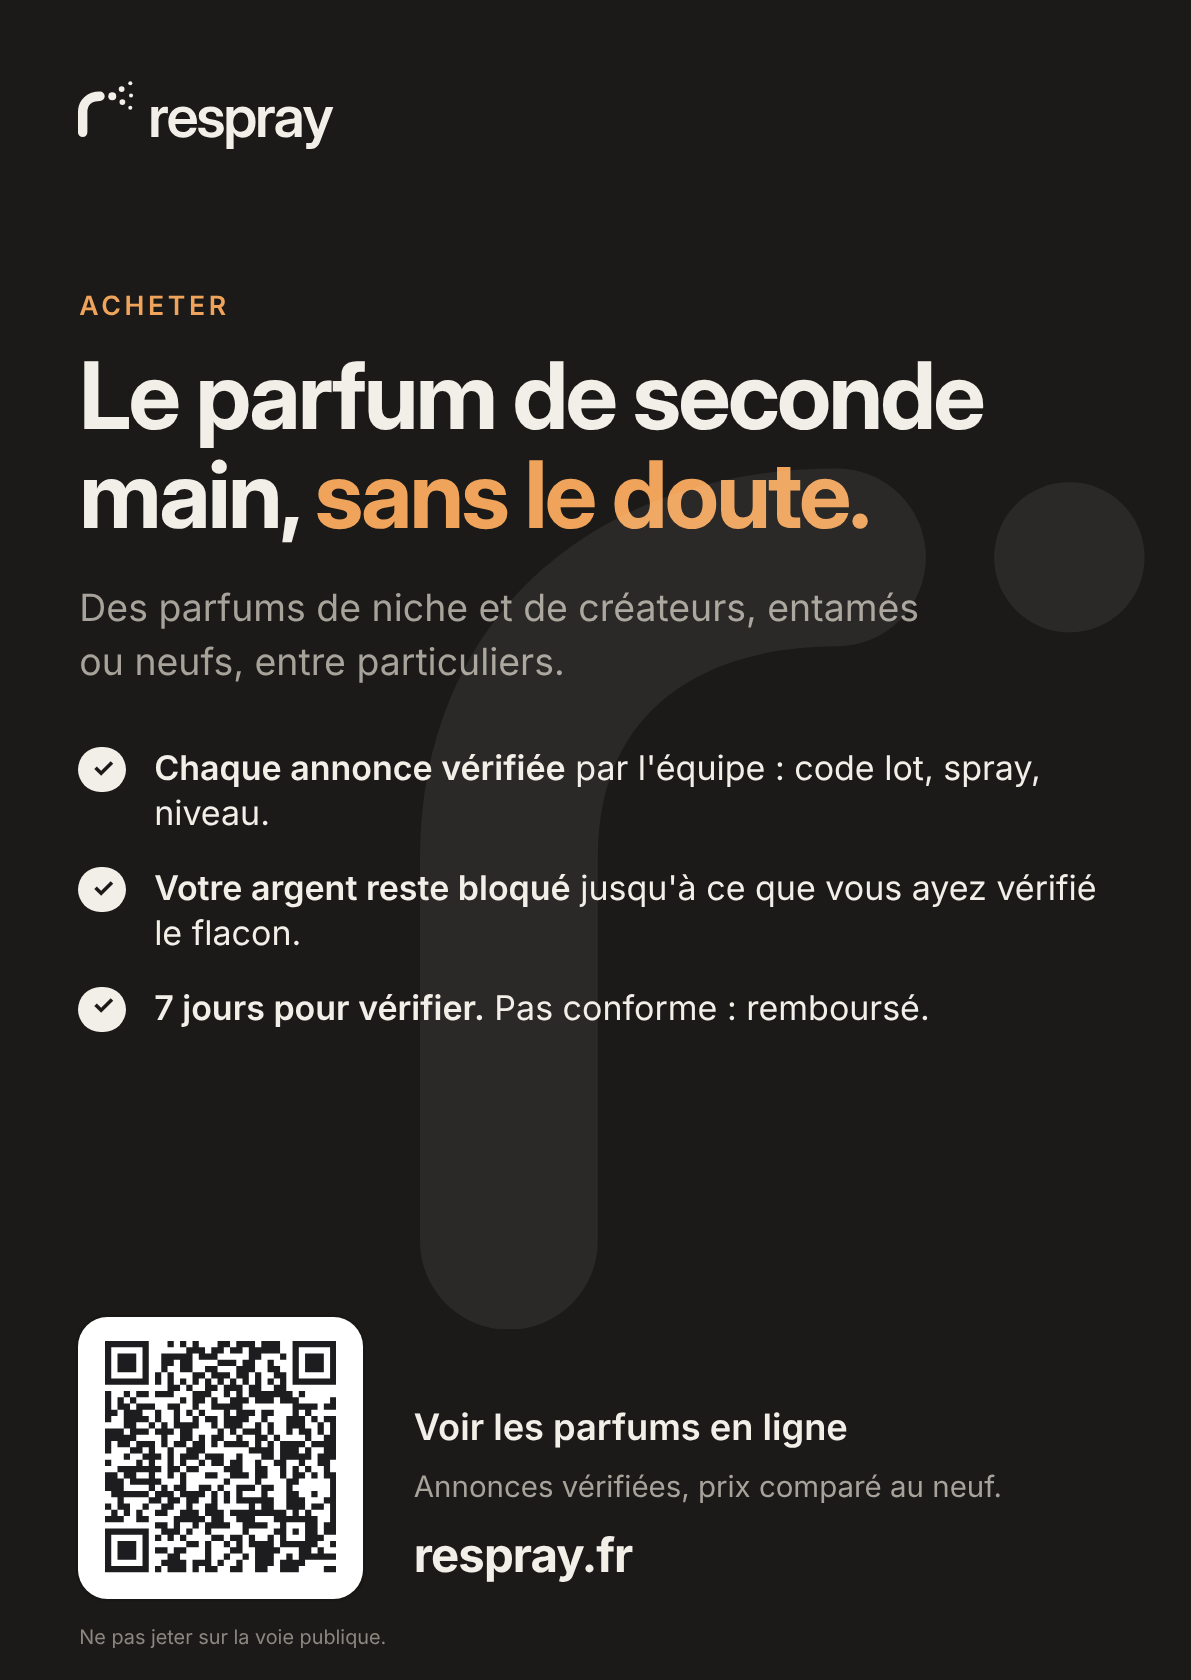 respray
ACHETER
Le parfum de seconde
main, sans le doute.
Des parfums de niche et de créateurs, entamés
ou neufs, entre particuliers.
Chaque annonce vérifiée par l'équipe : code lot, spray,
niveau.
Votre argent reste bloqué jusqu'à ce que vous ayez vérifié
le flacon.
7 jours pour vérifier. Pas conforme : remboursé.
Voir les parfums en ligne
Annonces vérifiées, prix comparé au neuf.
respray.fr
Ne pas jeter sur la voie publique.